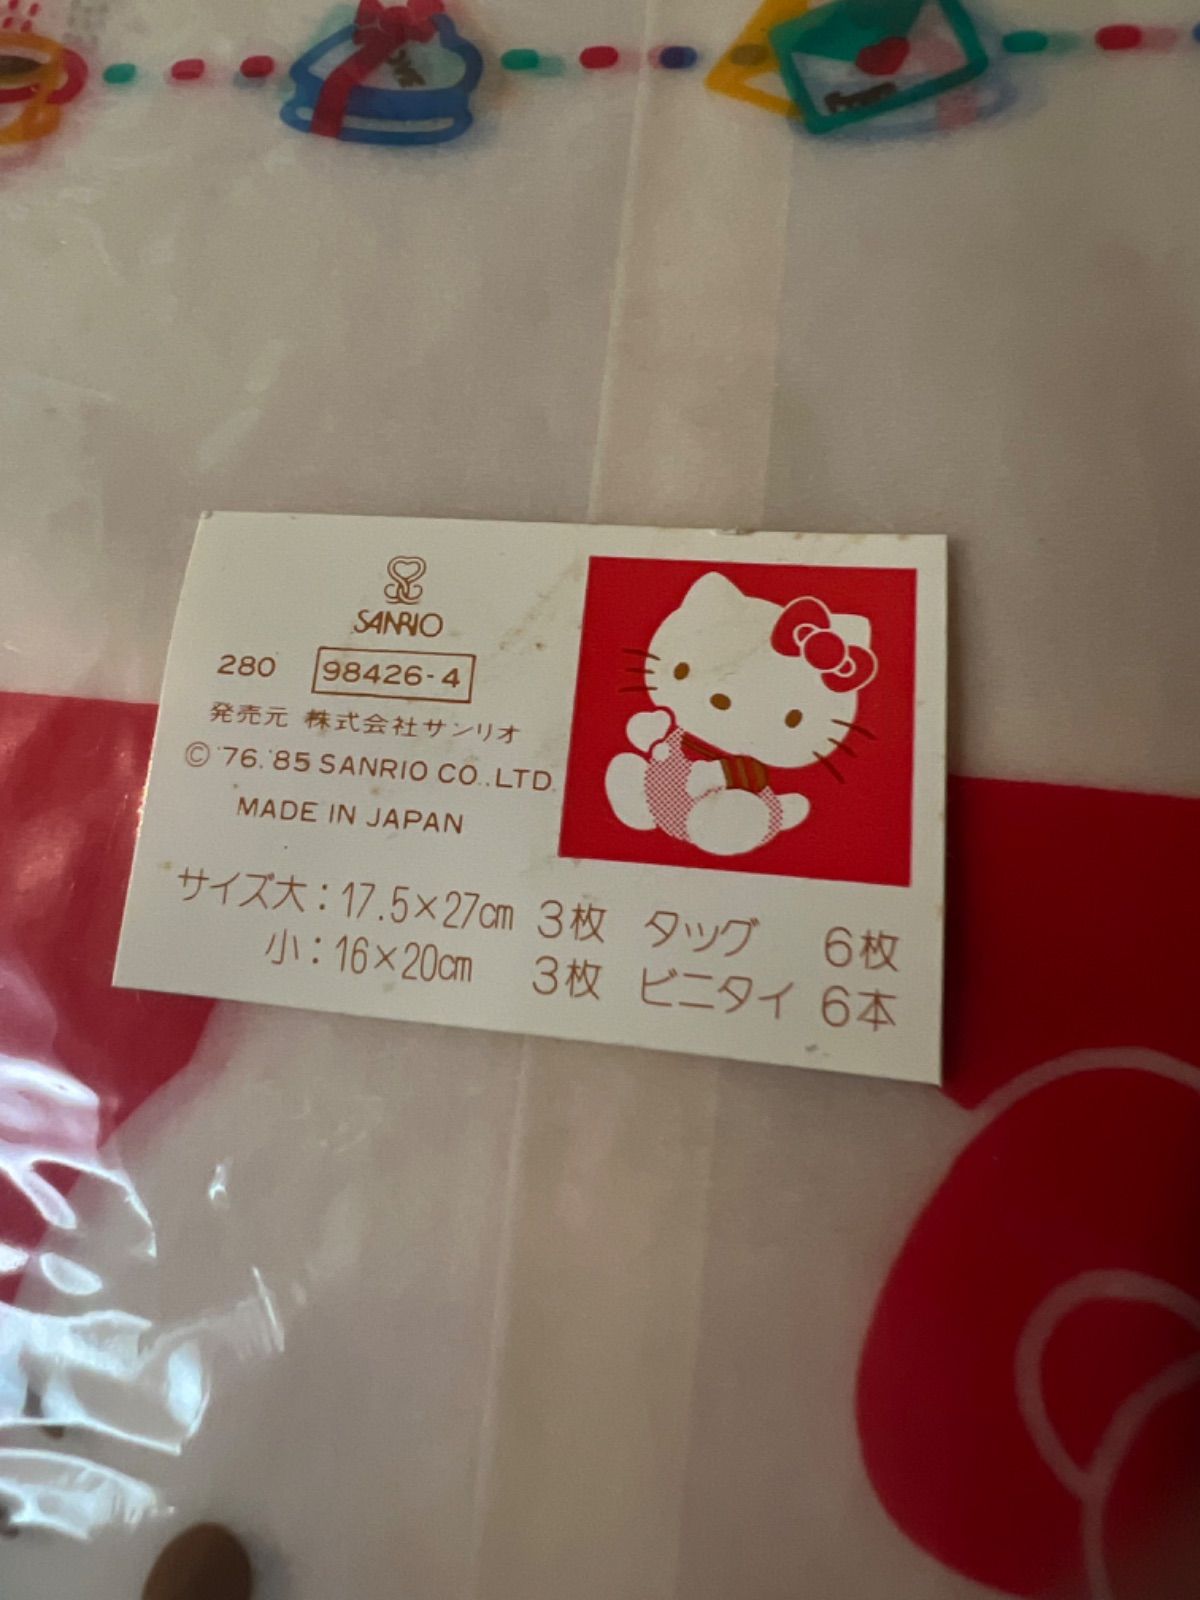 From
SANRIO
280 98426-4
発売元 株式会社サンリオ
© '76.'85 SANRIO CO.,LTD.
MADE IN JAPAN
サイズ大:17.5×27cm 3枚 タッグ 6枚
小:16×20cm 3枚 ビニタイ 6本